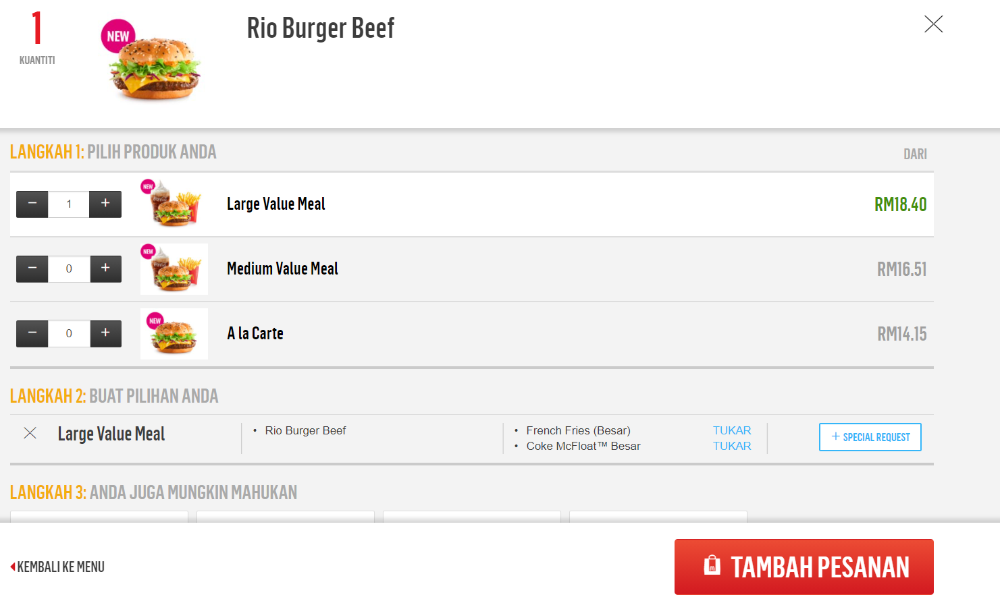 1
KUANTITI
NEW
Rio Burger Beef
LANGKAH 1: PILIH PRODUK ANDA
DARI
− 1 +
NEW
Large Value Meal
RM18.40
− 0 +
NEW
Medium Value Meal
RM16.51
− 0 +
NEW
A la Carte
RM14.15
LANGKAH 2: BUAT PILIHAN ANDA
Large Value Meal
• Rio Burger Beef
• French Fries (Besar) TUKAR
• Coke McFloat™ Besar TUKAR
+ SPECIAL REQUEST
LANGKAH 3: ANDA JUGA MUNGKIN MAHUKAN
KEMBALI KE MENU
TAMBAH PESANAN